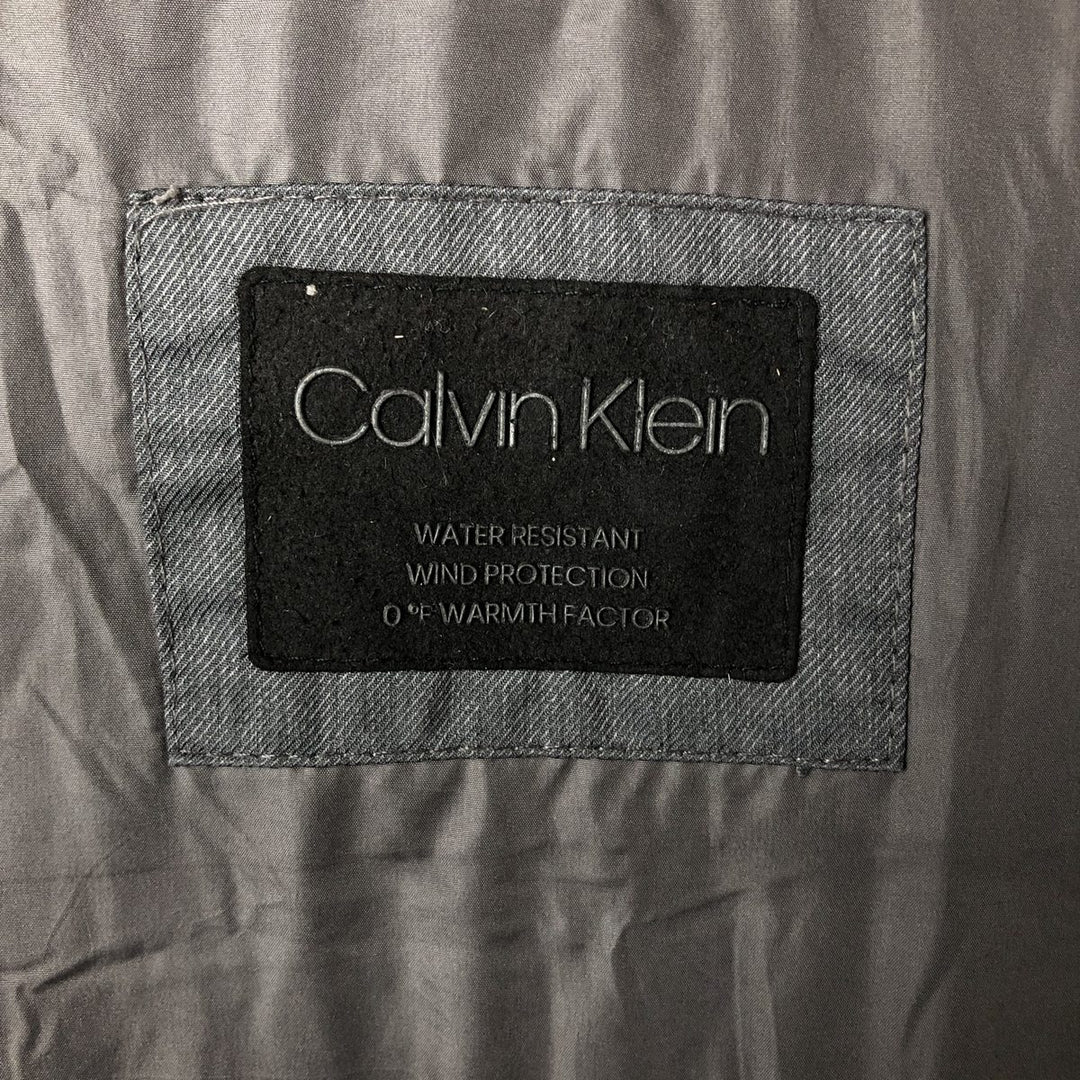 Calvin Klein
WATER RESISTANT
WIND PROTECTION
0 °F WARMTH FACTOR